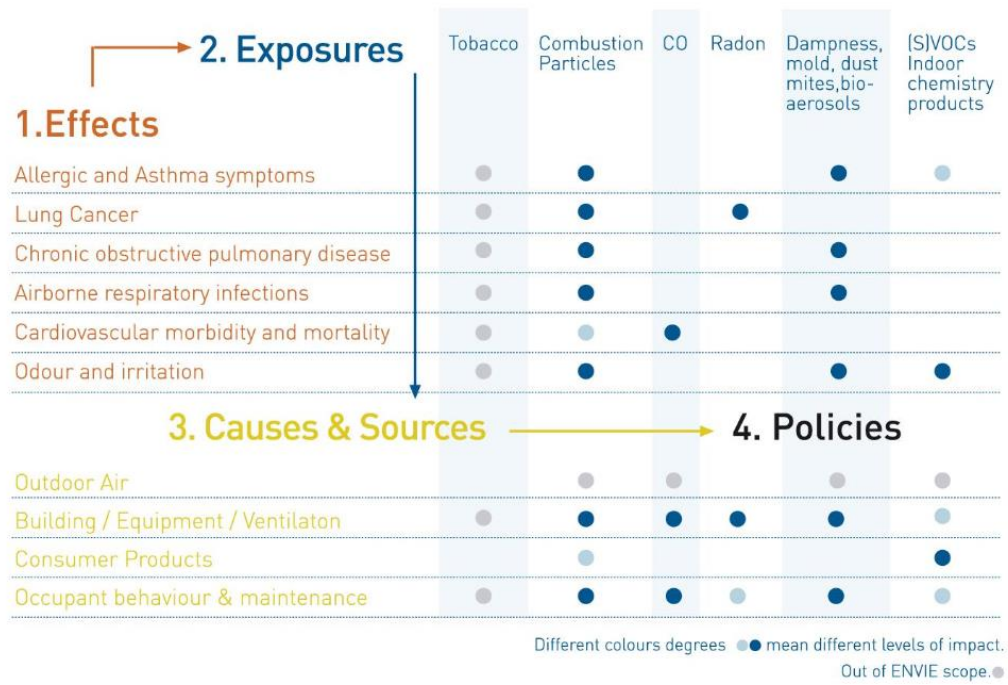 2. Exposures
Tobacco
Combustion
Particles
CO
Radon
Dampness,
mold, dust
mites,bio-
aerosols
(S)VOCs
Indoor
chemistry
products
1.Effects
Allergic and Asthma symptoms
Lung Cancer
Chronic obstructive pulmonary disease
Airborne respiratory infections
Cardiovascular morbidity and mortality
Odour and irritation
3. Causes & Sources
4. Policies
Outdoor Air
Building / Equipment / Ventilaton
Consumer Products
Occupant behaviour & maintenance
Different colours degrees mean different levels of impact.
Out of ENVIE scope.